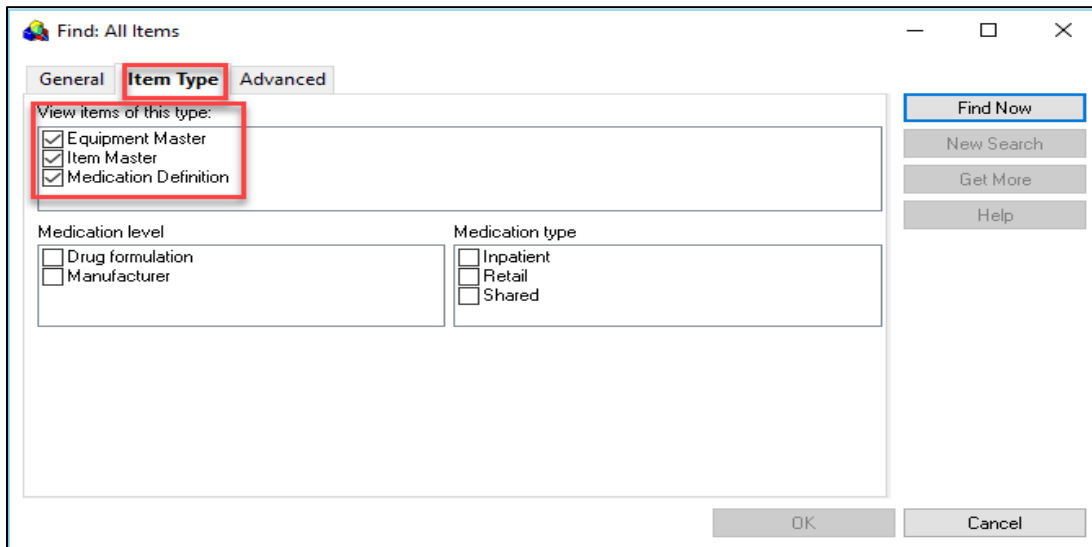 Find: All Items
General Item Type Advanced
View items of this type:
Equipment Master
Item Master
Medication Definition
Medication level
Drug formulation
Manufacturer
Medication type
Inpatient
Retail
Shared
Find Now
New Search
Get More
Help
OK Cancel